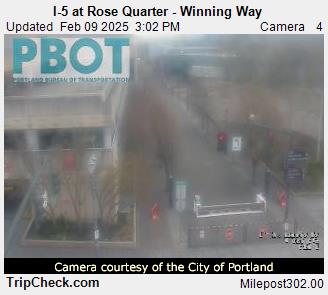 I-5 at Rose Quarter - Winning Way
Updated Feb 09 2025 3:02 PM Camera 4
PBOT
PORTLAND BUREAU OF TRANSPORTATION
Camera courtesy of the City of Portland
TripCheck.com Milepost302.00